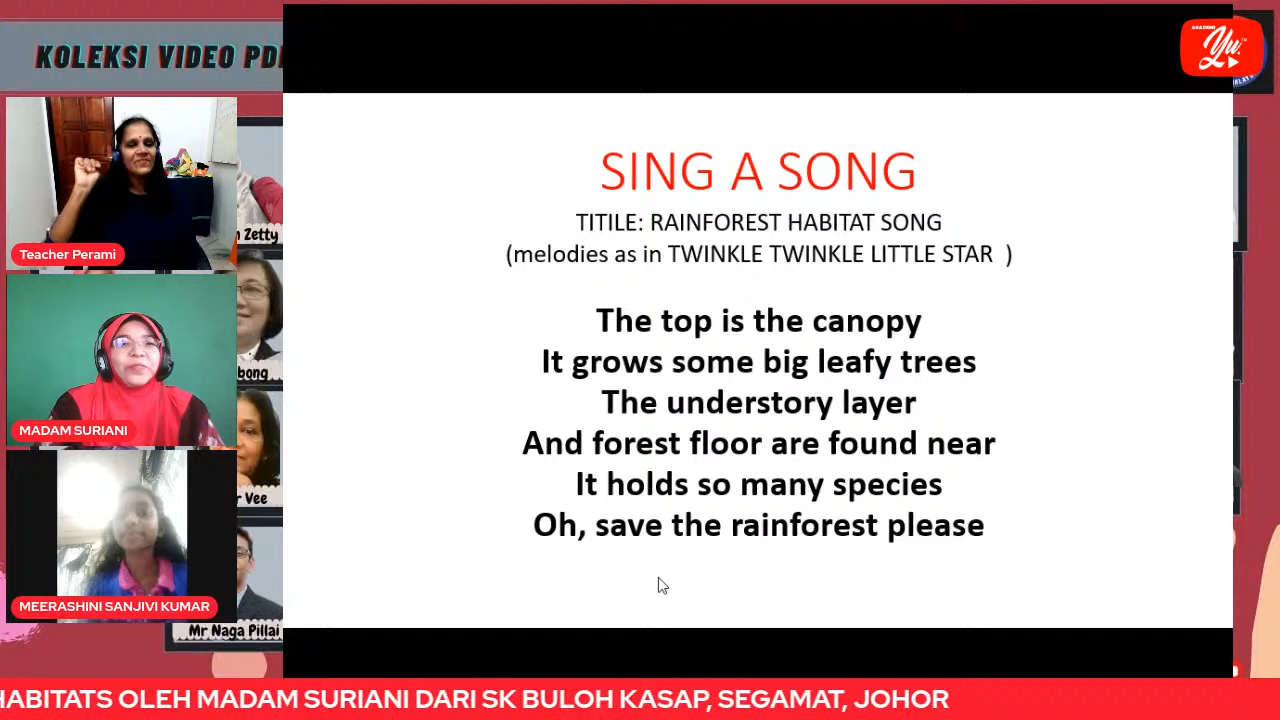 KOLEKSI VIDEO
AKADEMI
Yu
SING A SONG
TITILE: RAINFOREST HABITAT SONG
(melodies as in TWINKLE TWINKLE LITTLE STAR )
The top is the canopy
It grows some big leafy trees
The understory layer
And forest floor are found near
It holds so many species
Oh, save the rainforest please
Teacher Perami
Zetty
MADAM SURIANI
bong
Vee
MEERASHINI SANJIVI KUMAR
Mr Naga Pillai
HABITATS OLEH MADAM SURIANI DARI SK BULOH KASAP, SEGAMAT, JOHOR